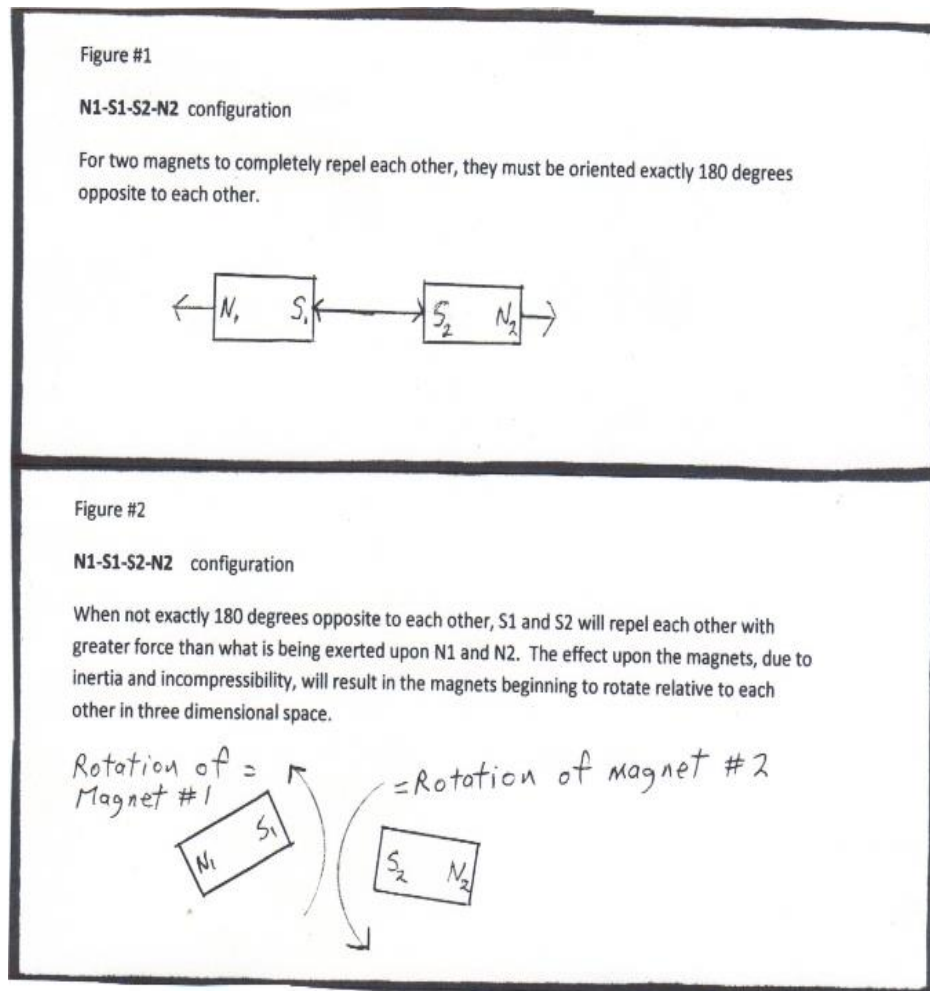 Figure #1
N1-S1-S2-N2 configuration
For two magnets to completely repel each other, they must be oriented exactly 180 degrees
opposite to each other.
N₁ S₁ S₂ N₂
Figure #2
N1-S1-S2-N2 configuration
When not exactly 180 degrees opposite to each other, S1 and S2 will repel each other with
greater force than what is being exerted upon N1 and N2. The effect upon the magnets, due to
inertia and incompressibility, will result in the magnets beginning to rotate relative to each
other in three dimensional space.
Rotation of =
Magnet #1
= Rotation of magnet #2
N₁ S₁
S₂ N₂